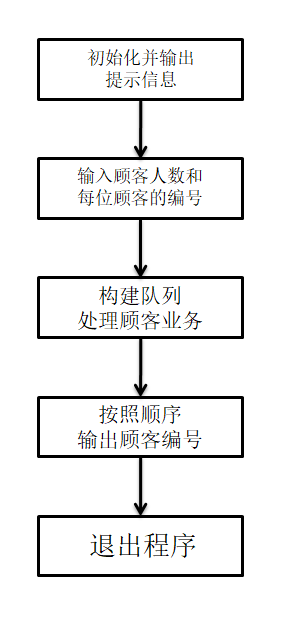 初始化并输出
提示信息
输入顾客人数和
每位顾客的编号
构建队列
处理顾客业务
按照顺序
输出顾客编号
退出程序